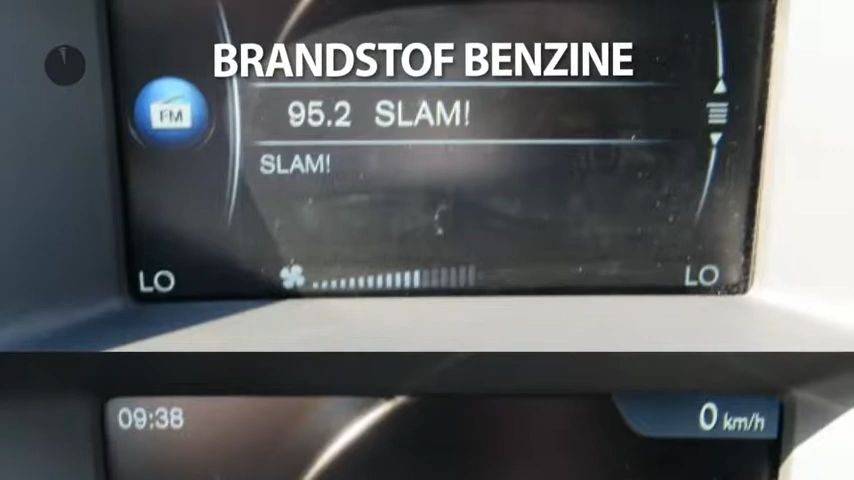 BRANDSTOF BENZINE
FM
95.2 SLAM!
SLAM!
LO
LO
09:38
0 km/h